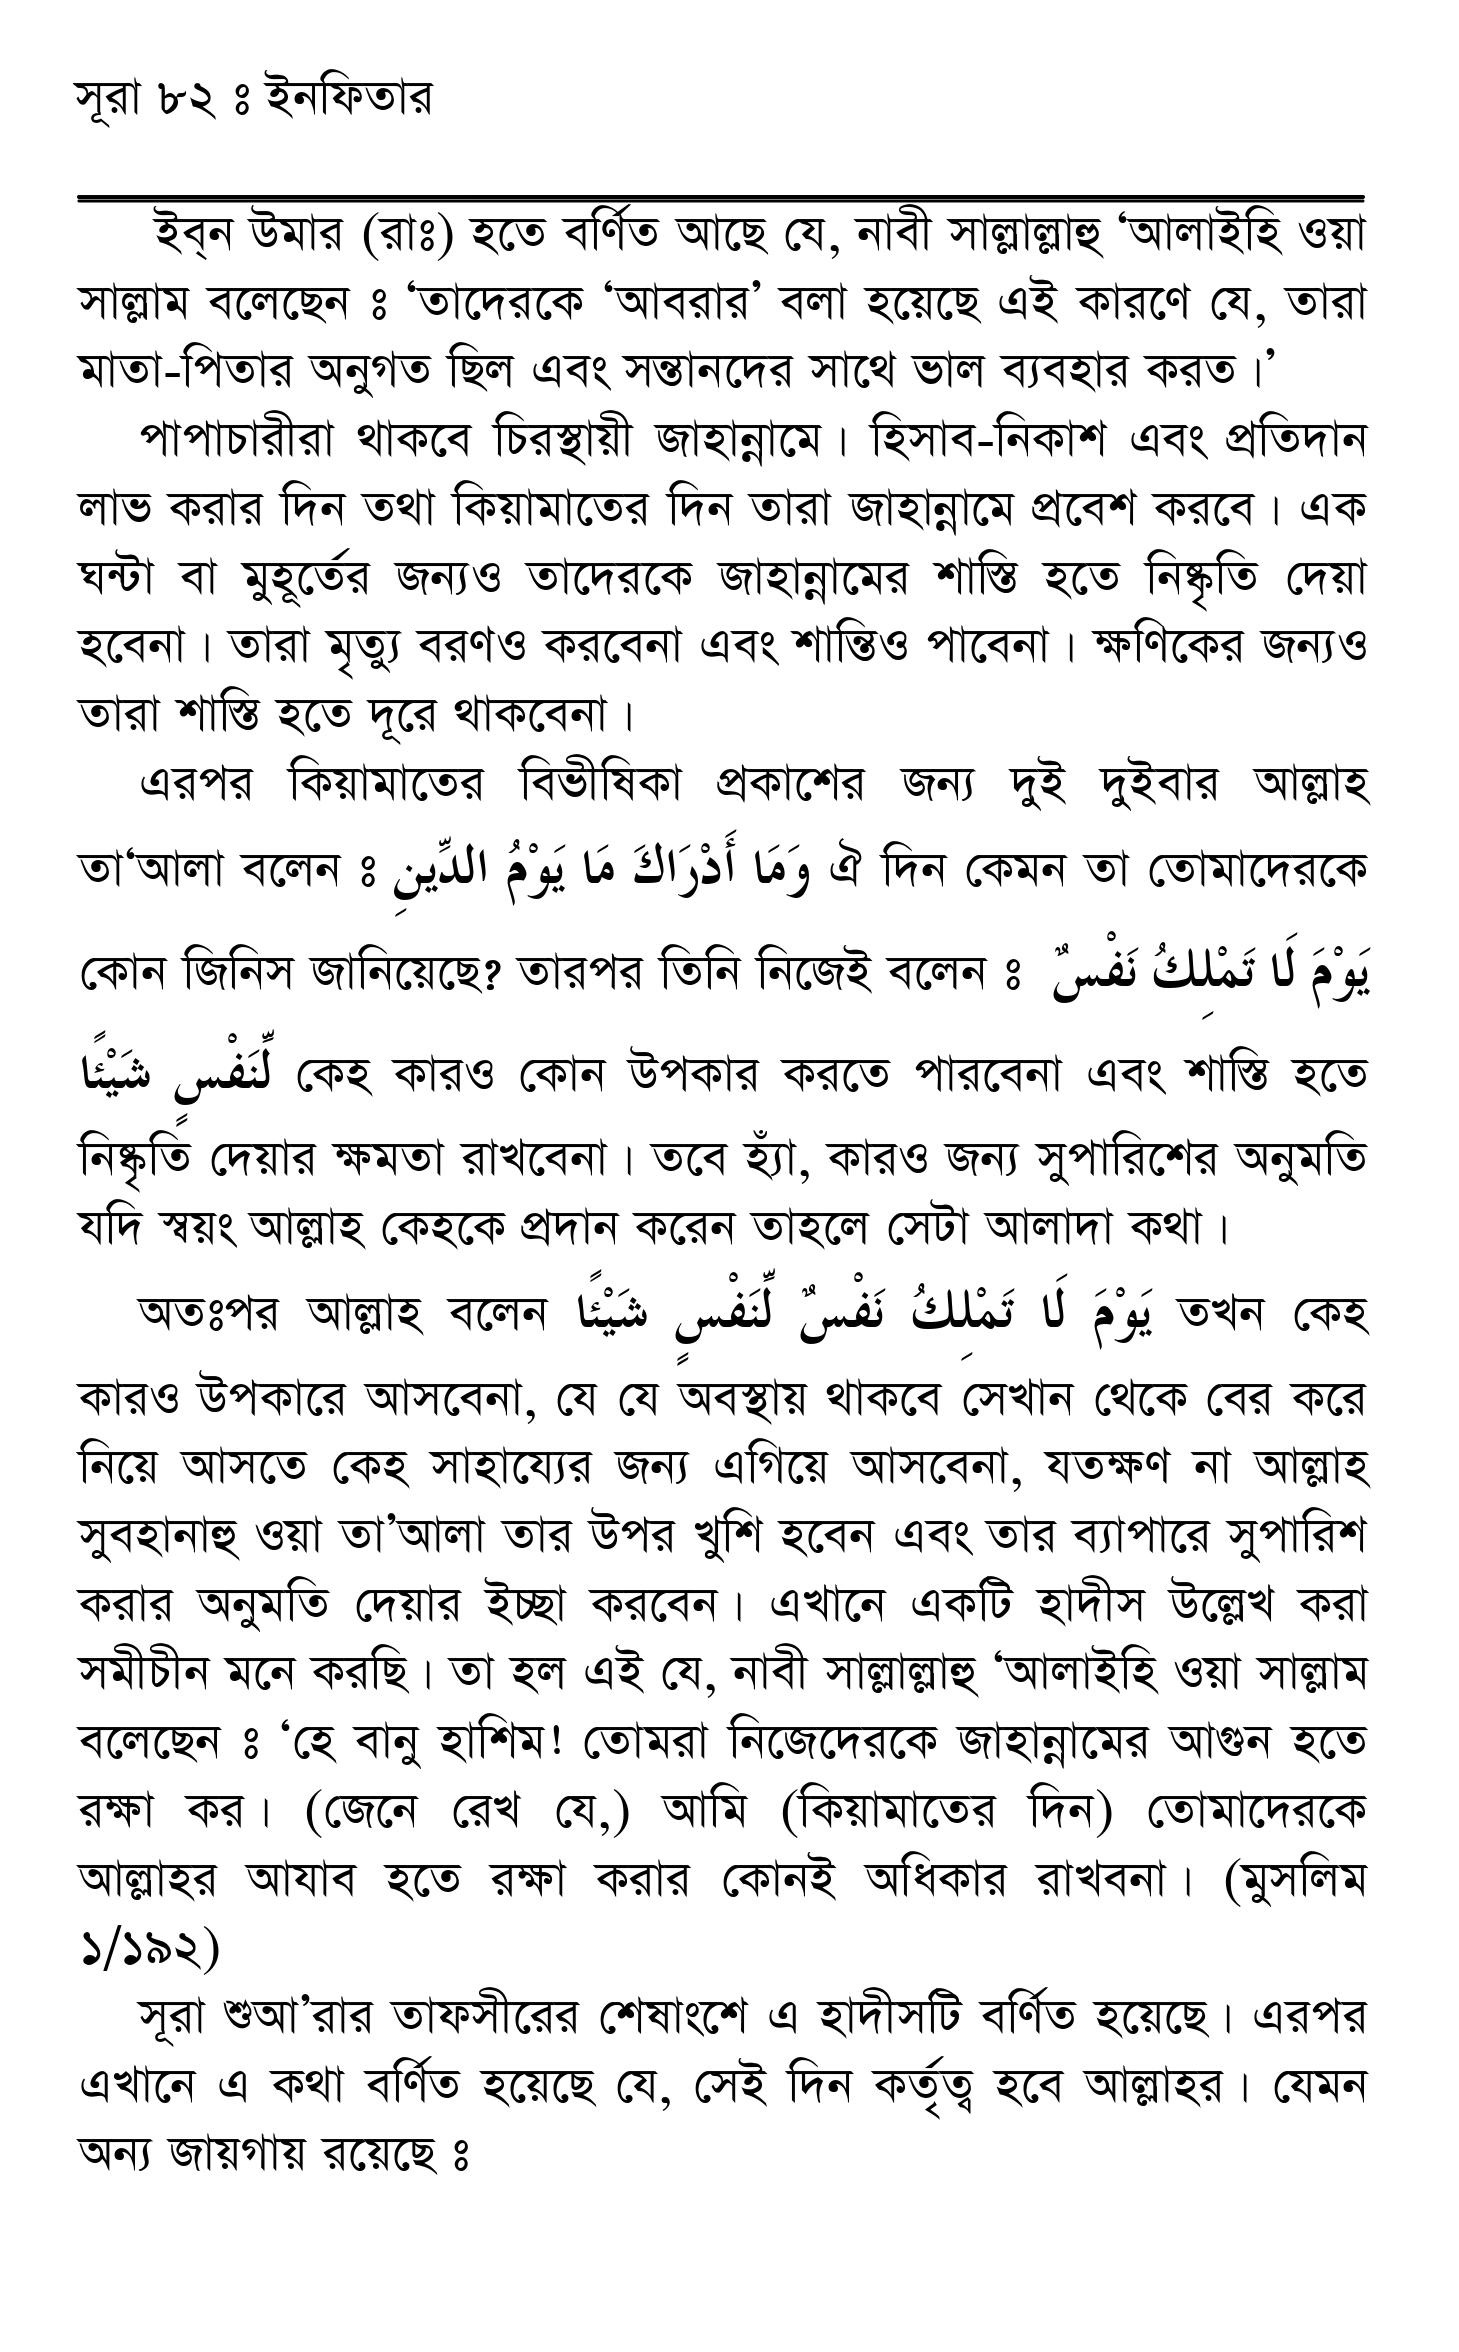 সূরা ৮২ ঃ ইনফিতার
ইব্‌ন উমার (রাঃ) হতে বর্ণিত আছে যে, নাবী সাল্লাল্লাহু ‘আলাইহি ওয়া
সাল্লাম বলেছেন ঃ ‘তাদেরকে ‘আবরার’ বলা হয়েছে এই কারণে যে, তারা
মাতা-পিতার অনুগত ছিল এবং সন্তানদের সাথে ভাল ব্যবহার করত।’
পাপাচারীরা থাকবে চিরস্থায়ী জাহান্নামে। হিসাব-নিকাশ এবং প্রতিদান
লাভ করার দিন তথা কিয়ামাতের দিন তারা জাহান্নামে প্রবেশ করবে। এক
ঘন্টা বা মুহূর্তের জন্যও তাদেরকে জাহান্নামের শাস্তি হতে নিষ্কৃতি দেয়া
হবেনা। তারা মৃত্যু বরণও করবেনা এবং শান্তিও পাবেনা। ক্ষণিকের জন্যও
তারা শাস্তি হতে দূরে থাকবেনা।
এরপর কিয়ামাতের বিভীষিকা প্রকাশের জন্য দুই দুইবার আল্লাহ
তা‘আলা বলেন ঃ وَمَا أَدْرَاكَ مَا يَوْمُ الدِّينِ ঐ দিন কেমন তা তোমাদেরকে
কোন জিনিস জানিয়েছে? তারপর তিনি নিজেই বলেন ঃ يَوْمَ لَا تَمْلِكُ نَفْسٌ
لِّنَفْسٍ شَيْئًا কেহ কারও কোন উপকার করতে পারবেনা এবং শাস্তি হতে
নিষ্কৃতি দেয়ার ক্ষমতা রাখবেনা। তবে হ্যাঁ, কারও জন্য সুপারিশের অনুমতি
যদি স্বয়ং আল্লাহ কেহকে প্রদান করেন তাহলে সেটা আলাদা কথা।
অতঃপর আল্লাহ বলেন يَوْمَ لَا تَمْلِكُ نَفْسٌ لِّنَفْسٍ شَيْئًا তখন কেহ
কারও উপকারে আসবেনা, যে যে অবস্থায় থাকবে সেখান থেকে বের করে
নিয়ে আসতে কেহ সাহায্যের জন্য এগিয়ে আসবেনা, যতক্ষণ না আল্লাহ
সুবহানাহু ওয়া তা’আলা তার উপর খুশি হবেন এবং তার ব্যাপারে সুপারিশ
করার অনুমতি দেয়ার ইচ্ছা করবেন। এখানে একটি হাদীস উল্লেখ করা
সমীচীন মনে করছি। তা হল এই যে, নাবী সাল্লাল্লাহু ‘আলাইহি ওয়া সাল্লাম
বলেছেন ঃ ‘হে বানু হাশিম! তোমরা নিজেদেরকে জাহান্নামের আগুন হতে
রক্ষা কর। (জেনে রেখ যে,) আমি (কিয়ামাতের দিন) তোমাদেরকে
আল্লাহর আযাব হতে রক্ষা করার কোনই অধিকার রাখবনা। (মুসলিম
১/১৯২)
সূরা শুআ’রার তাফসীরের শেষাংশে এ হাদীসটি বর্ণিত হয়েছে। এরপর
এখানে এ কথা বর্ণিত হয়েছে যে, সেই দিন কর্তৃত্ব হবে আল্লাহর। যেমন
অন্য জায়গায় রয়েছে ঃ